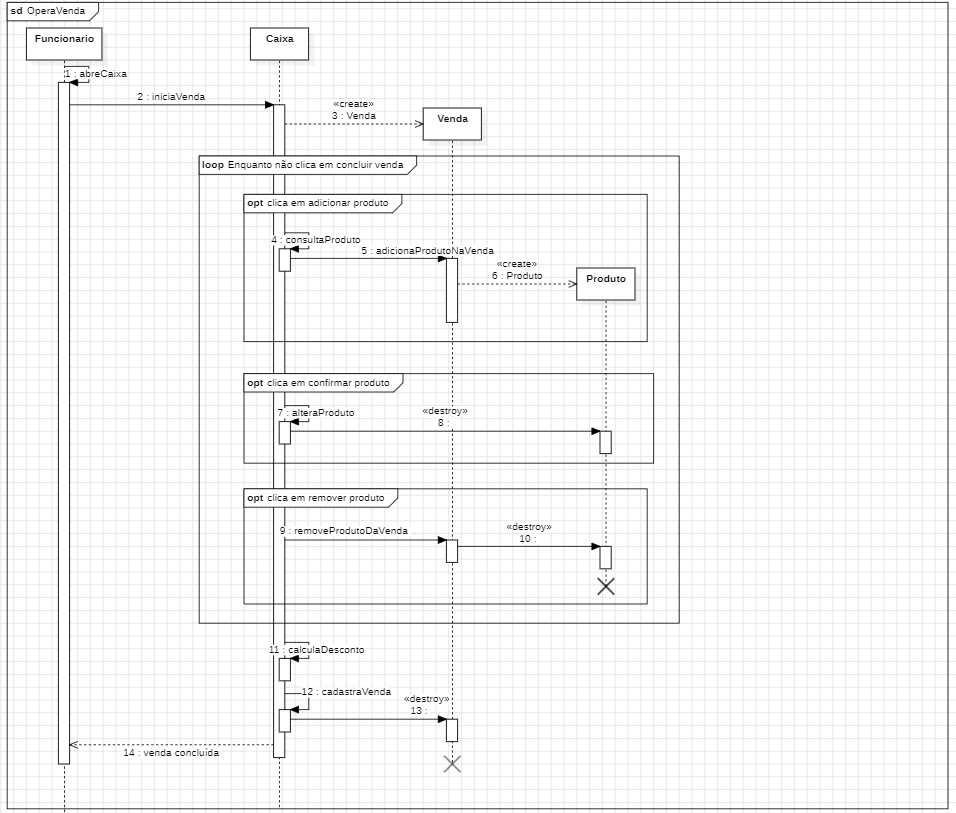 sd OperaVenda
Funcionario
Caixa
1 : abreCaixa
2 : iniciaVenda
«create»
3 : Venda
Venda
loop Enquanto não clica em concluir venda
opt clica em adicionar produto
4 : consultaProduto
5 : adicionaProdutoNaVenda
«create»
6 : Produto
Produto
opt clica em confirmar produto
7 : alteraProduto
«destroy»
8 :
opt clica em remover produto
9 : removeProdutoDaVenda
«destroy»
10 :
11 : calculaDesconto
12 : cadastraVenda
«destroy»
13 :
14 : venda concluída